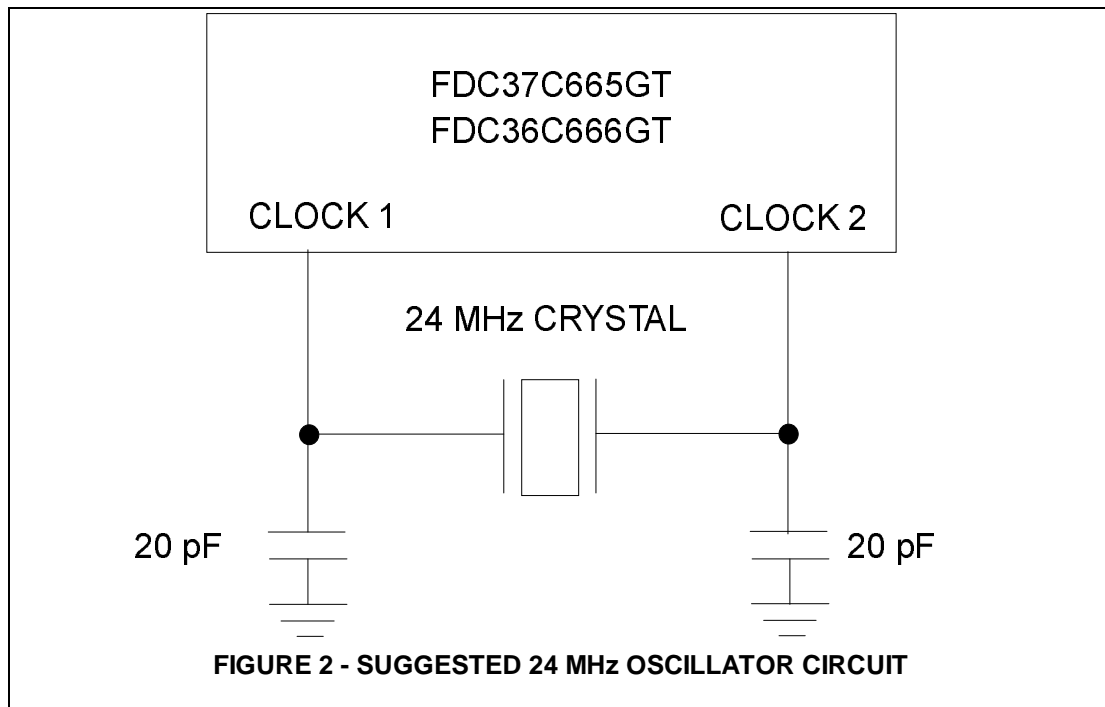 FDC37C665GT
FDC36C666GT
CLOCK 1
CLOCK 2
24 MHz CRYSTAL
20 pF
20 pF
FIGURE 2 - SUGGESTED 24 MHz OSCILLATOR CIRCUIT